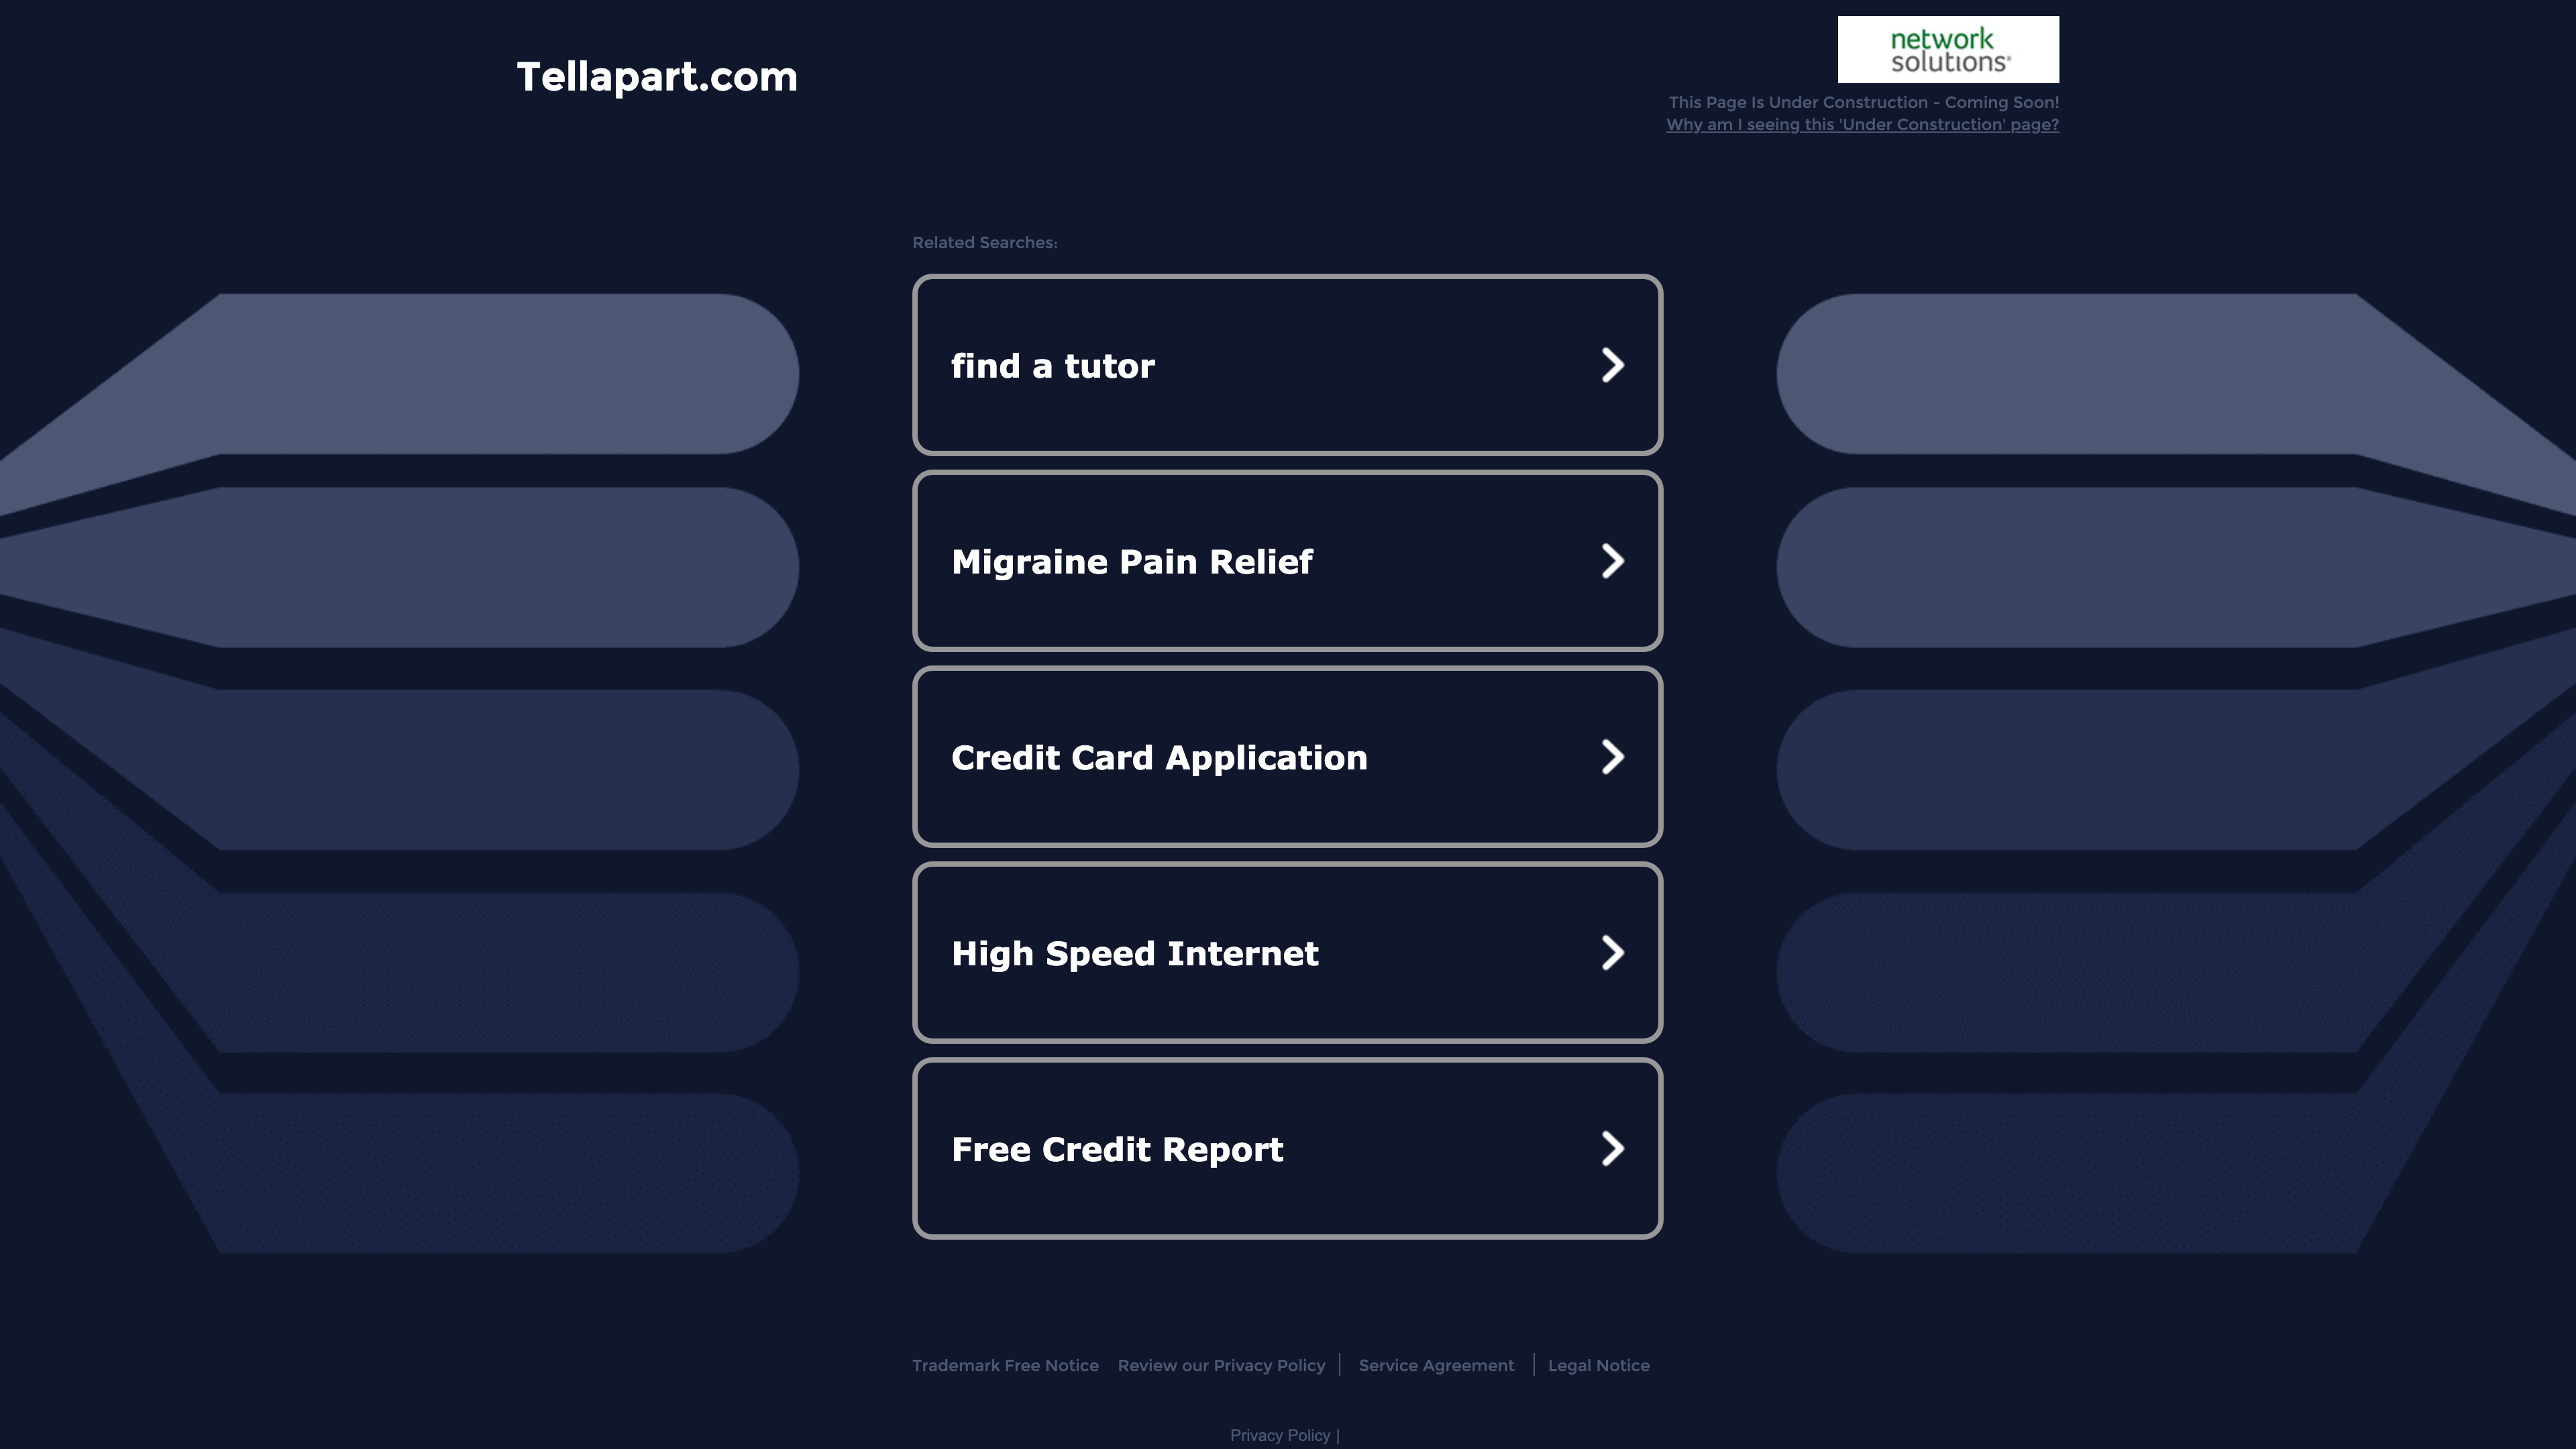 Tellapart.com
network
solutions®
This Page Is Under Construction - Coming Soon!
Why am I seeing this 'Under Construction' page?
Related Searches:
find a tutor
Migraine Pain Relief
Credit Card Application
High Speed Internet
Free Credit Report
Trademark Free Notice Review our Privacy Policy | Service Agreement | Legal Notice
Privacy Policy |